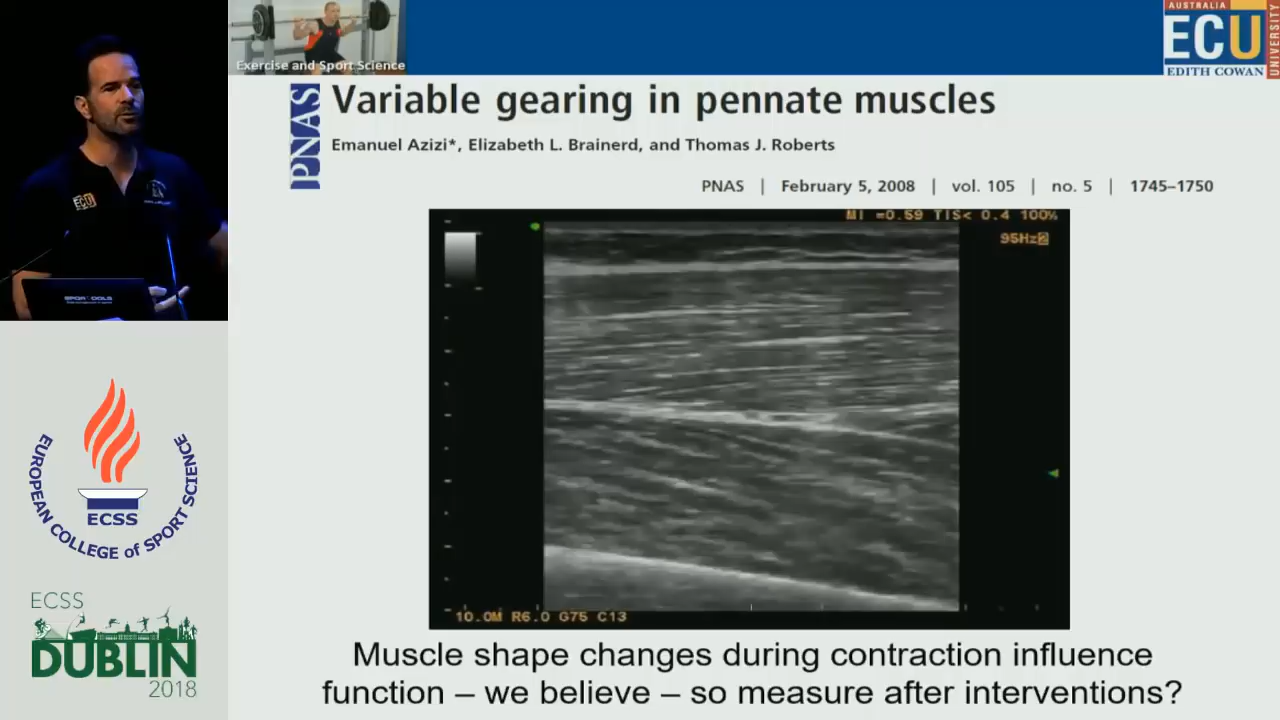 Exercise and Sport Science
AUSTRALIA
ECU
EDITH COWAN
UNIVERSITY
PNAS
Variable gearing in pennate muscles
Emanuel Azizi*, Elizabeth L. Brainerd, and Thomas J. Roberts
PNAS | February 5, 2008 | vol. 105 | no. 5 | 1745–1750
MI =0.59 TIS< 0.4 100%
95Hz2
10.0M R6.0 G75 C13
Muscle shape changes during contraction influence
function – we believe – so measure after interventions?
ECU
EUROPEAN COLLEGE of SPORT SCIENCE
ECSS
ECSS
DUBLIN
2018